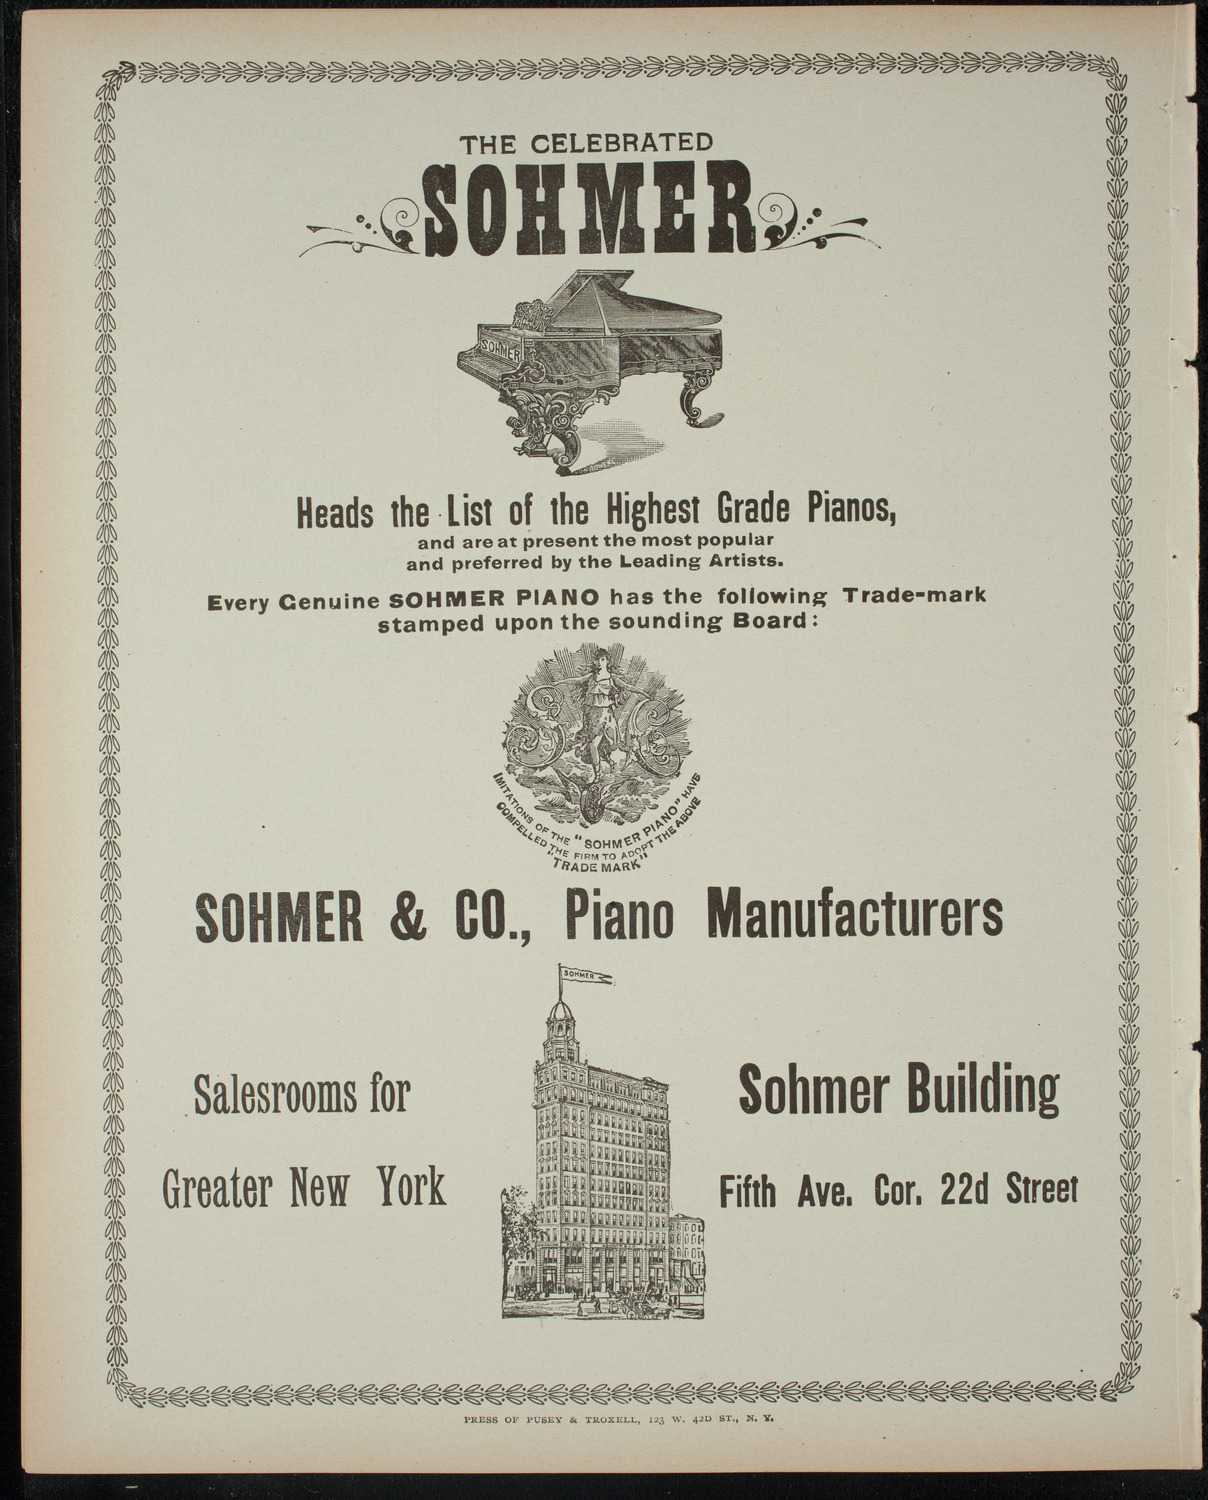 THE CELEBRATED
SOHMER
SOHMER
Heads the List of the Highest Grade Pianos,
and are at present the most popular
and preferred by the Leading Artists.
Every Genuine SOHMER PIANO has the following Trade-mark
stamped upon the sounding Board:
IMITATIONS OF THE "SOHMER PIANO" HAVE
COMPELLED THE FIRM TO ADOPT THE ABOVE
"TRADE MARK"
SOHMER & CO., Piano Manufacturers
SOHMER
Salesrooms for
Greater New York
Sohmer Building
Fifth Ave. Cor. 22d Street
PRESS OF PUSEY & TROXELL, 123 W. 42D ST., N. Y.